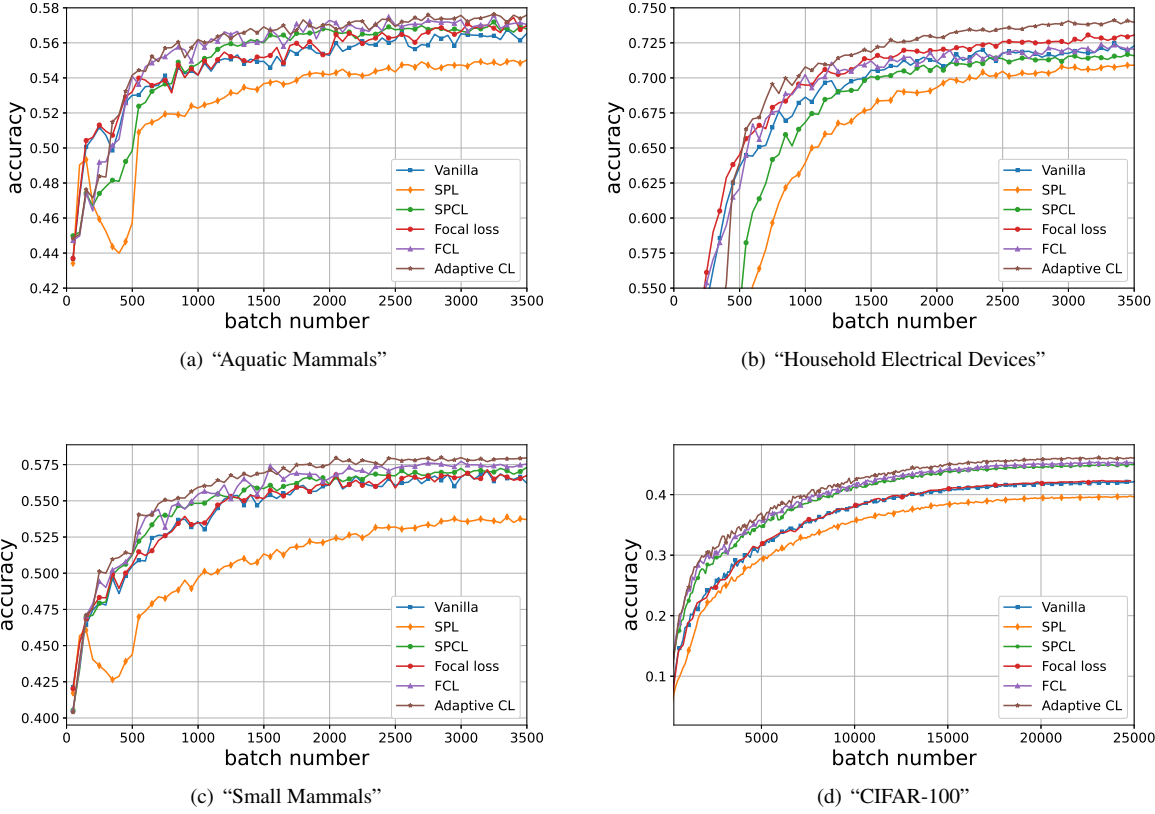 0.58
0.56
0.54
0.52
0.50
0.48
0.46
0.44
0.42
accuracy
Vanilla
SPL
SPCL
Focal loss
FCL
Adaptive CL
0 500 1000 1500 2000 2500 3000 3500
batch number
(a) “Aquatic Mammals”
0.750
0.725
0.700
0.675
0.650
0.625
0.600
0.575
0.550
accuracy
Vanilla
SPL
SPCL
Focal loss
FCL
Adaptive CL
0 500 1000 1500 2000 2500 3000 3500
batch number
(b) “Household Electrical Devices”
0.575
0.550
0.525
0.500
0.475
0.450
0.425
0.400
accuracy
Vanilla
SPL
SPCL
Focal loss
FCL
Adaptive CL
0 500 1000 1500 2000 2500 3000 3500
batch number
(c) “Small Mammals”
0.4
0.3
0.2
0.1
accuracy
Vanilla
SPL
SPCL
Focal loss
FCL
Adaptive CL
5000 10000 15000 20000 25000
batch number
(d) “CIFAR-100”